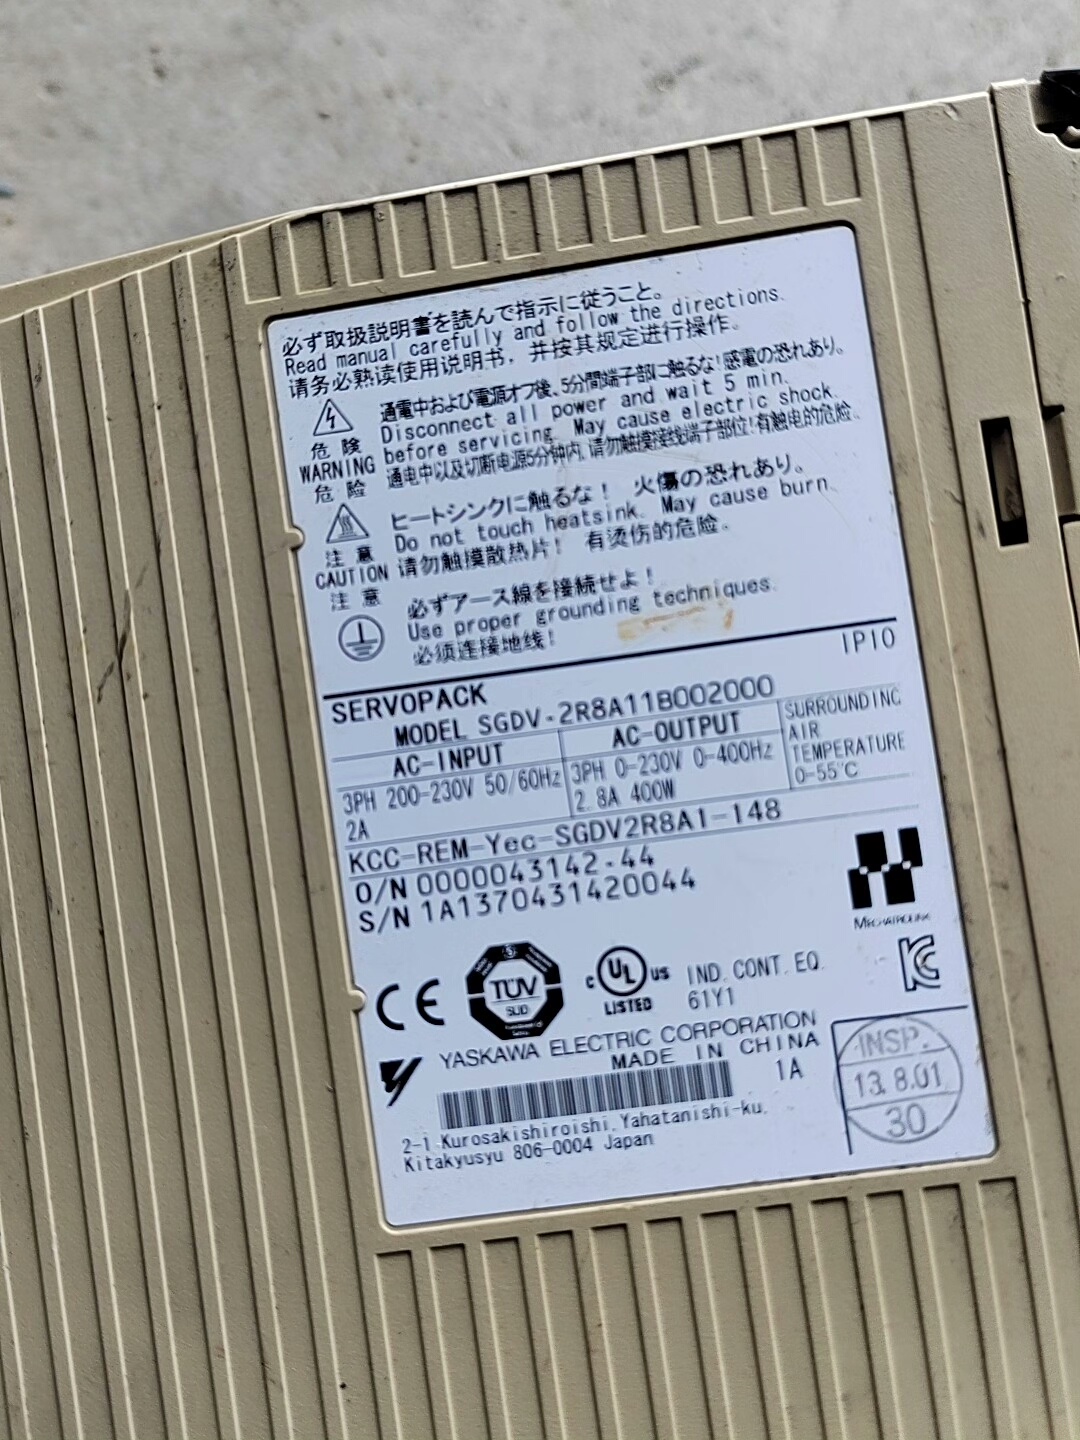 必ず取扱説明書を読んで指示に従うこと。
Read manual carefully and follow the directions.
请务必熟读使用说明书，并按其规定进行操作。
危険
WARNING
危险
通電中および電源オフ後、5分間端子部に触るな！感電の恐れあり。
Disconnect all power and wait 5 min.
before servicing. May cause electric shock.
通电中以及切断电源5分钟内，请勿触摸接线端子部位！有触电的危险。
注意
CAUTION
注意
ヒートシンクに触るな！ 火傷の恐れあり。
Do not touch heatsink. May cause burn.
请勿触摸散热片！ 有烫伤的危险。
必ずアース線を接続せよ！
Use proper grounding techniques.
必须连接地线！
IP10
SERVOPACK
MODEL SGDV-2R8A11B002000
AC-INPUT
3PH 200-230V 50/60Hz
2A
AC-OUTPUT
3PH 0-230V 0-400Hz
2.8A 400W
SURROUNDING
AIR
TEMPERATURE
0-55°C
KCC-REM-Yec-SGDV2R8A1-148
O/N 0000043142-44
S/N 1A1370431420044
MECHATROLINK
CE
TÜV
SÜD
C UL US
LISTED
IND. CONT. EQ.
61Y1
KC
YASKAWA ELECTRIC CORPORATION
MADE IN CHINA
1A
2-1 Kurosakishiroishi, Yahatanishi-ku,
Kitakyusyu 806-0004 Japan
INSP.
13.8.01
30